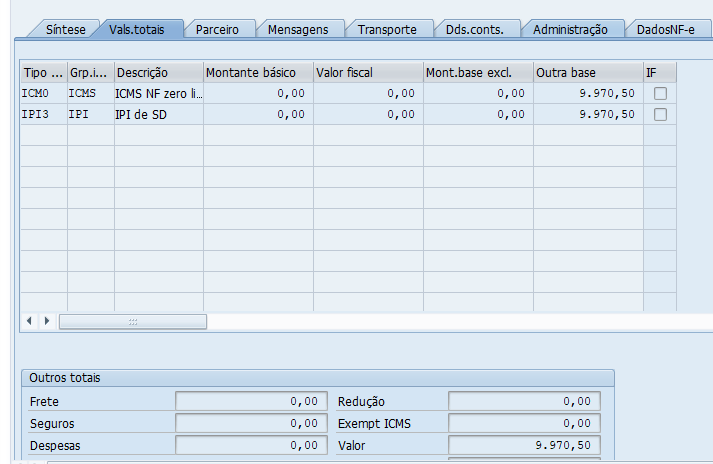 Síntese Vals.totais Parceiro Mensagens Transporte Dds.conts. Administração DadosNF-e
Tipo ... Grp.i... Descrição Montante básico Valor fiscal Mont.base excl. Outra base IF
ICM0 ICMS ICMS NF zero li... 0,00 0,00 0,00 9.970,50
IPI3 IPI IPI de SD 0,00 0,00 0,00 9.970,50
Outros totais
Frete 0,00 Redução 0,00
Seguros 0,00 Exempt ICMS 0,00
Despesas 0,00 Valor 9.970,50